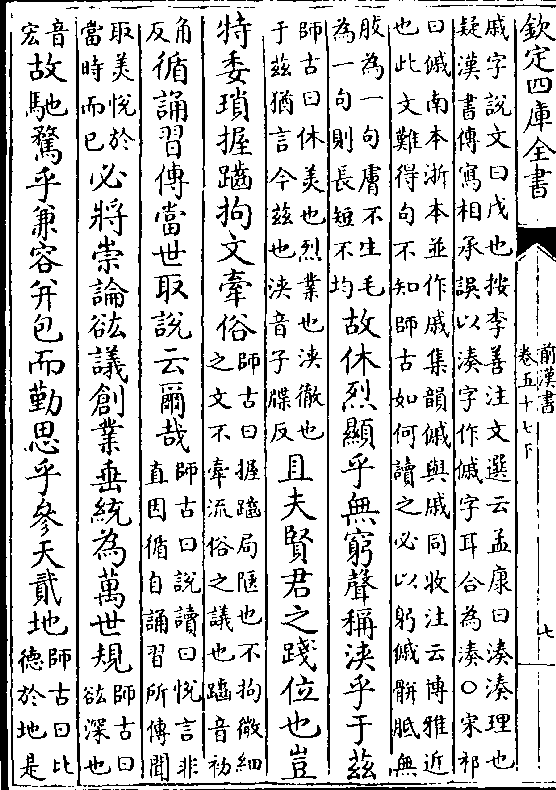 欽定四庫全書
前漢書
卷五十七下
七
戚字說文曰戉也按李善注文選云孟康曰湊湊理也
疑漢書傳寫相承誤以湊字作傶字耳合為湊○宋祁
曰傶南本浙本並作戚集韻傶與戚同收注云博雅近
也此文難得句不知師古如何讀之必以躬傶骿胝無
胈為一句膚不生毛為一句則長短不均故休烈顯乎無窮聲稱浹乎于茲
師古曰休美也烈業也浹徹也于茲猶言今茲也浹音子牒反且夫賢君之踐位也豈
特委瑣握齱拘文牽俗師古曰握齱局陿也不拘微細之文不牽流俗之議也齱音初
角反循誦習傳當世取說云爾哉師古曰說讀曰悅言非直因循自誦習所傳聞
取美悅於當時而已必將崇論谹議創業垂統為萬世規師古曰谹深也
音宏故馳騖乎兼容并包而勤思乎參天貳地師古曰比德於地是